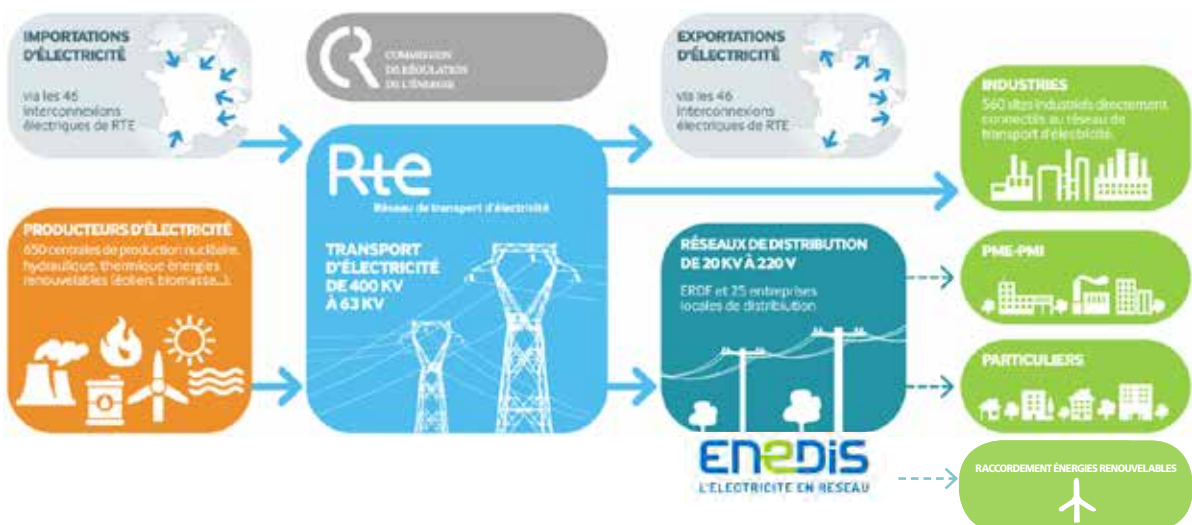 IMPORTATIONS
D'ÉLECTRICITÉ
via les 46
interconnexions
électriques de RTE
CR
COMMISSION
DE RÉGULATION
DE L'ÉNERGIE
EXPORTATIONS
D'ÉLECTRICITÉ
via les 46
interconnexions
électriques de RTE
INDUSTRIES
560 sites industriels directement
connectés au réseau de
transport d'électricité.
PRODUCTEURS D'ÉLECTRICITÉ
650 centrales de production nucléaire,
hydraulique, thermique énergies
renouvelables (éolien, biomasse...).
Rte
Réseau de transport d'électricité
TRANSPORT
D'ÉLECTRICITÉ
DE 400 KV
À 63 KV
RÉSEAUX DE DISTRIBUTION
DE 20 KV À 220 V
ERDF et 25 entreprises
locales de distribiution
PME-PMI
PARTICULIERS
ENEDIS
L'ELECTRICITE EN RESEAU
RACCORDEMENT ÉNERGIES RENOUVELABLES